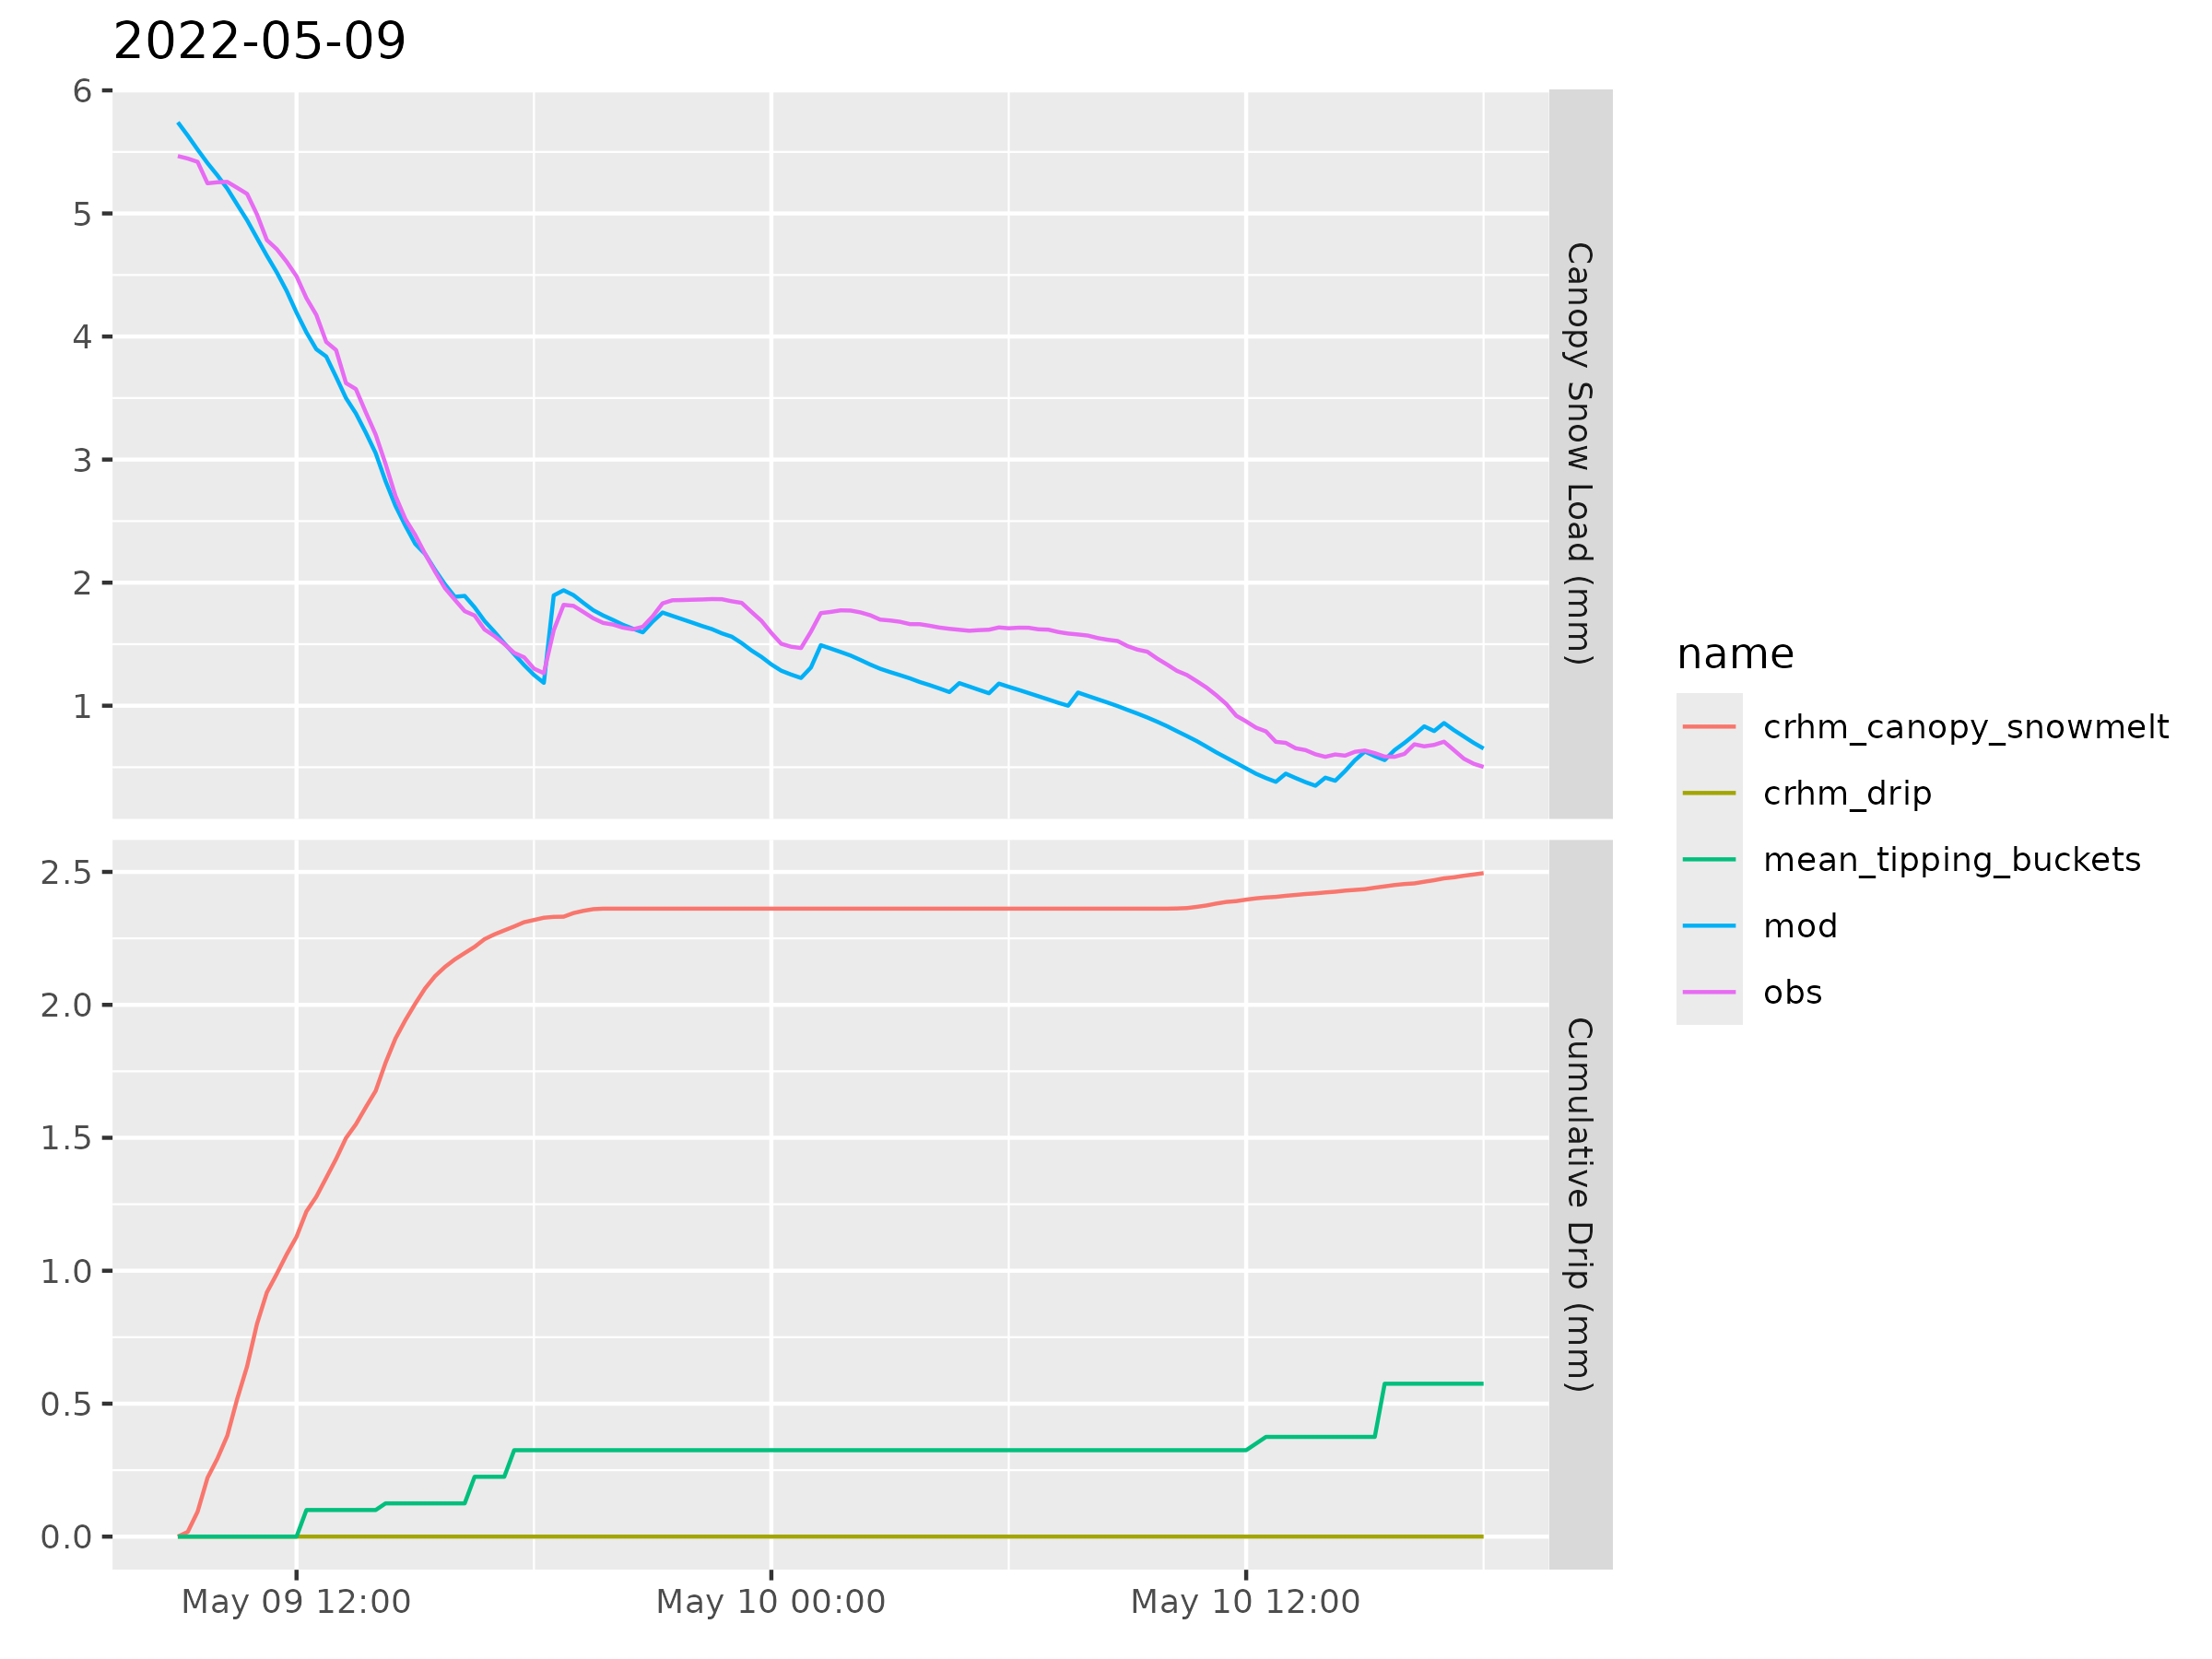 2022-05-09
6
5
4
3
2
1
Canopy Snow Load (mm)
2.5
2.0
1.5
1.0
0.5
0.0
Cumulative Drip (mm)
May 09 12:00
May 10 00:00
May 10 12:00
name
crhm_canopy_snowmelt
crhm_drip
mean_tipping_buckets
mod
obs